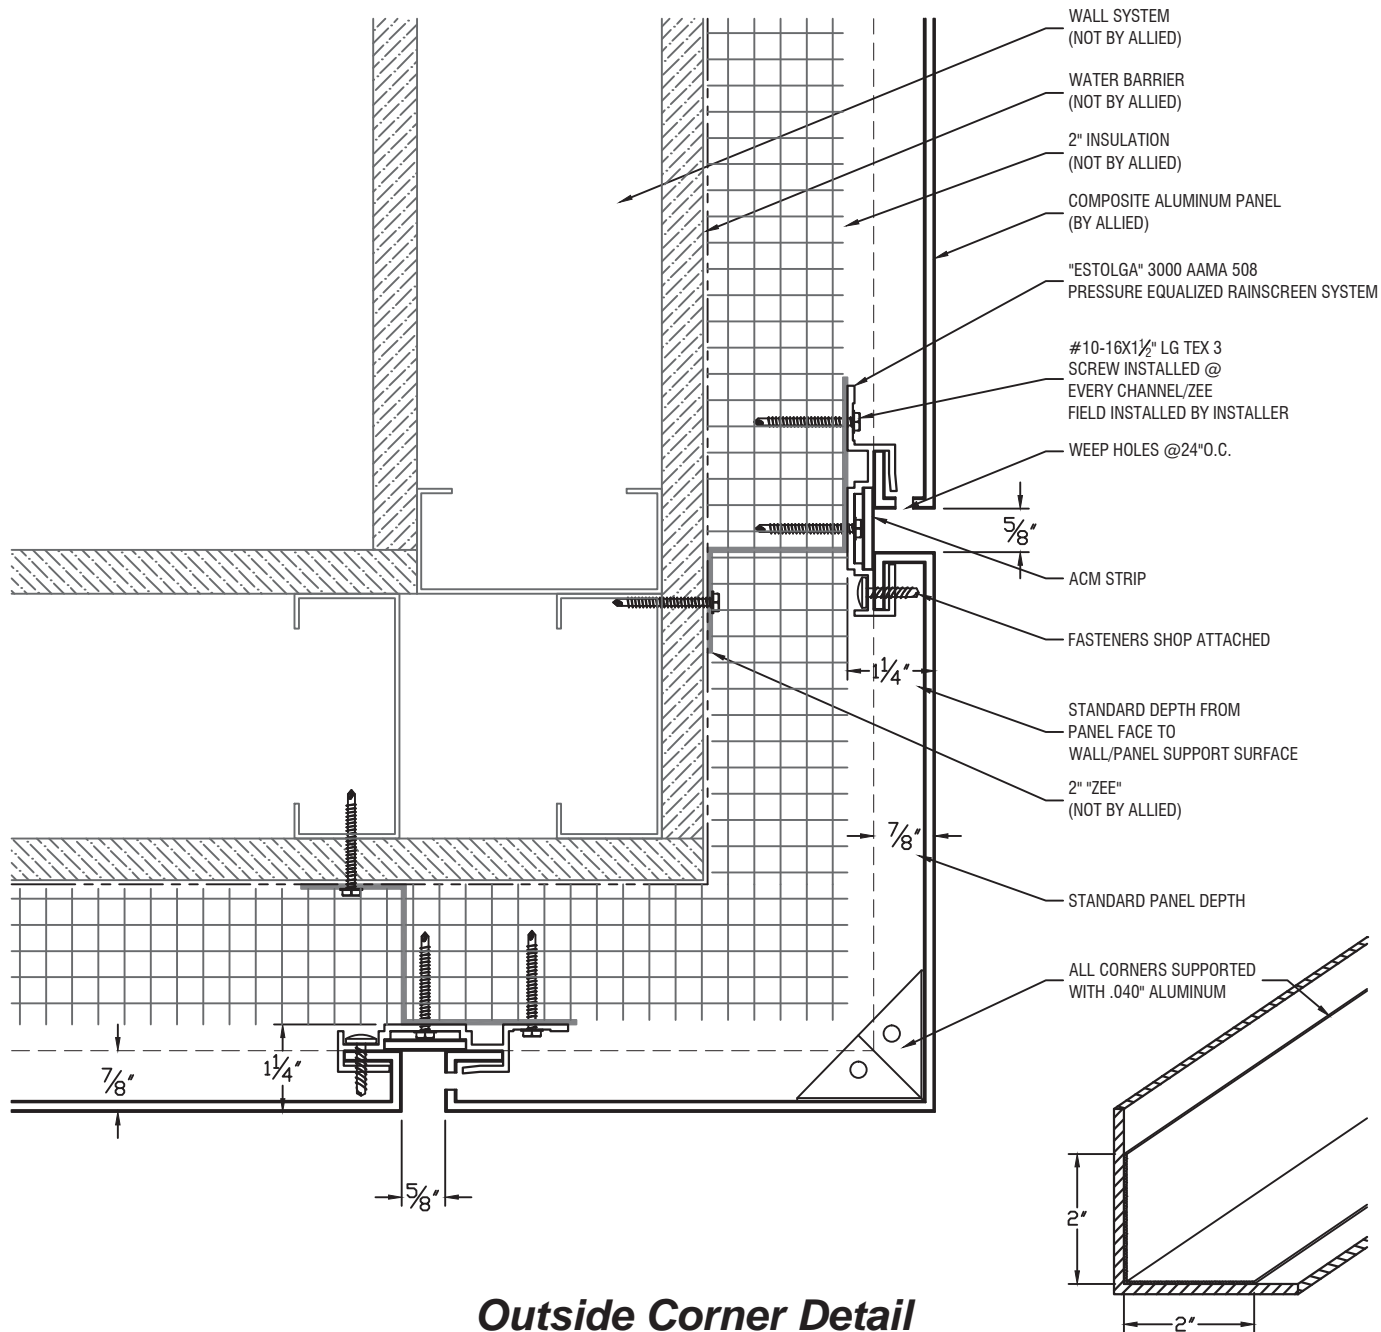 WALL SYSTEM
(NOT BY ALLIED)
WATER BARRIER
(NOT BY ALLIED)
2" INSULATION
(NOT BY ALLIED)
COMPOSITE ALUMINUM PANEL
(BY ALLIED)
"ESTOLGA" 3000 AAMA 508
PRESSURE EQUALIZED RAINSCREEN SYSTEM
#10-16X1½" LG TEX 3
SCREW INSTALLED @
EVERY CHANNEL/ZEE
FIELD INSTALLED BY INSTALLER
WEEP HOLES @24"O.C.
5/8"
ACM STRIP
FASTENERS SHOP ATTACHED
1¼"
STANDARD DEPTH FROM
PANEL FACE TO
WALL/PANEL SUPPORT SURFACE
2" "ZEE"
(NOT BY ALLIED)
7/8"
STANDARD PANEL DEPTH
ALL CORNERS SUPPORTED
WITH .040" ALUMINUM
7/8"
1¼"
5/8"
2"
2"
Outside Corner Detail